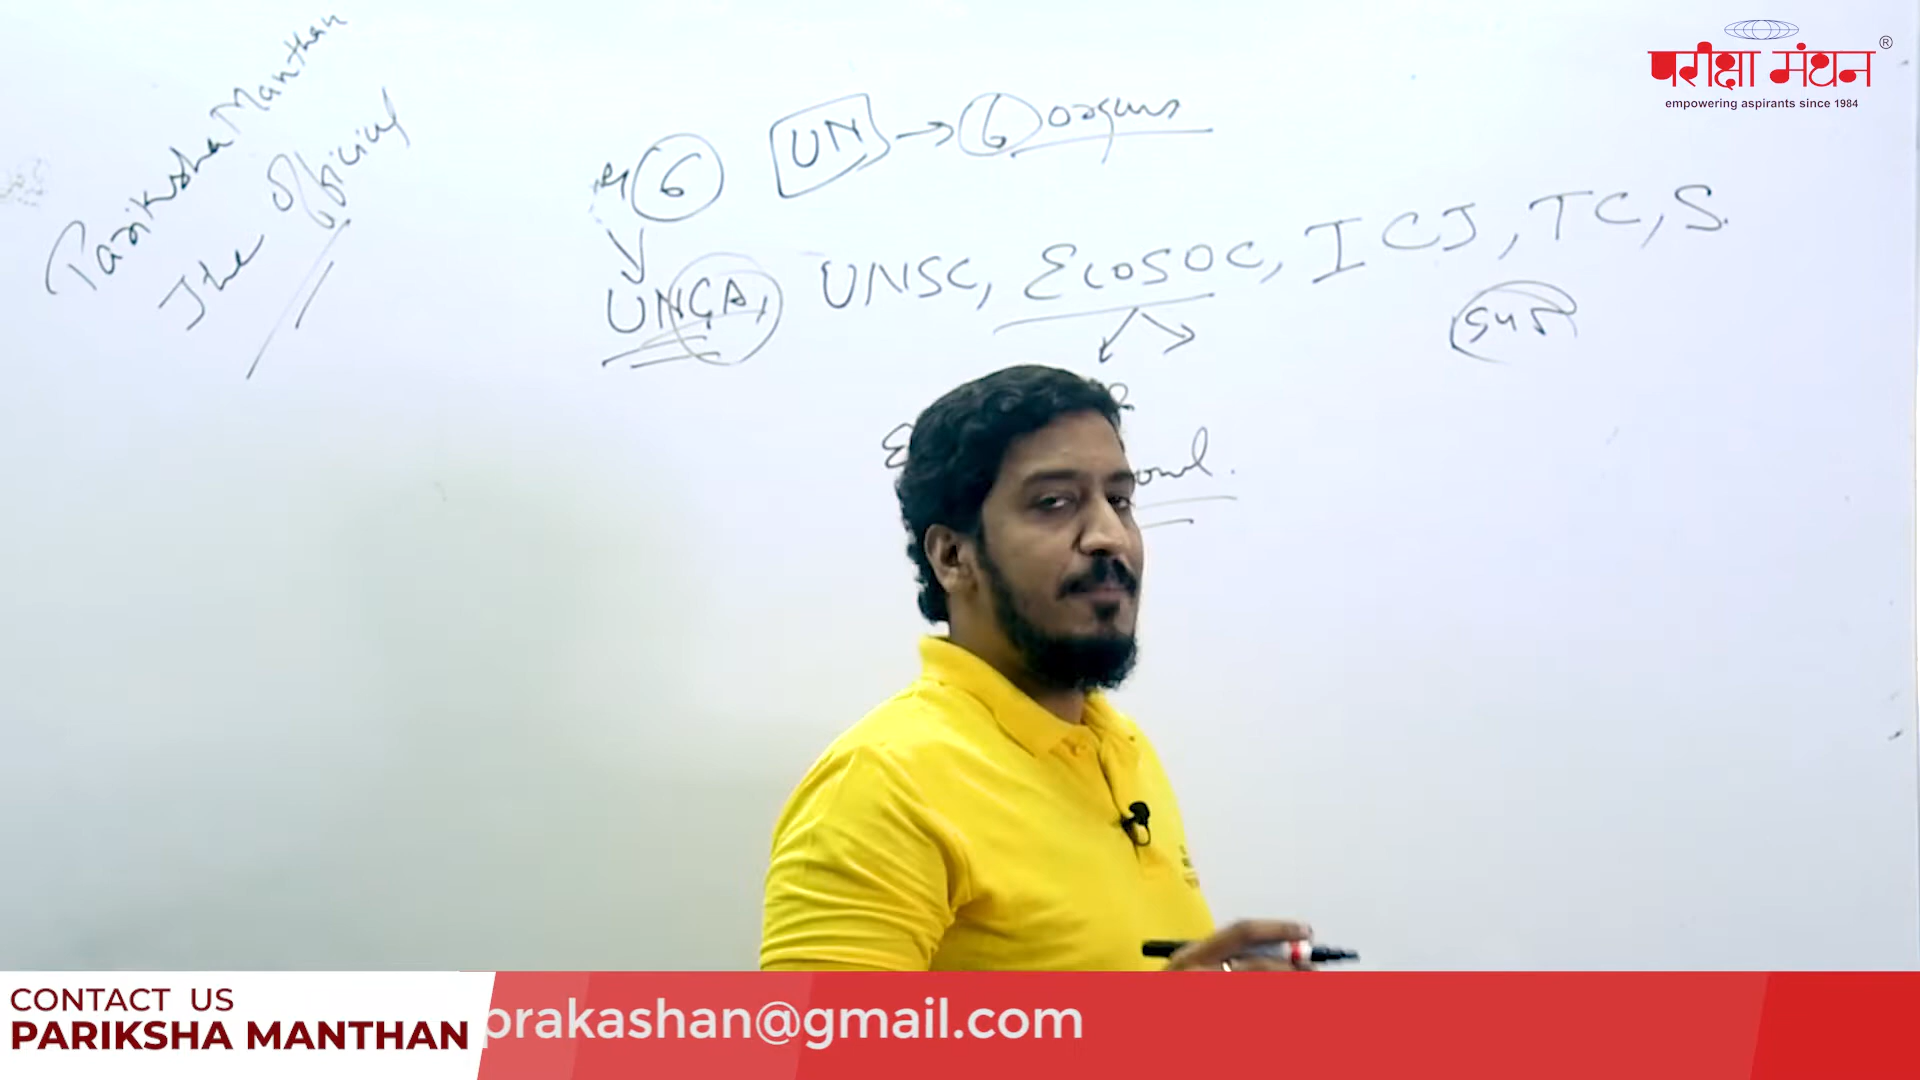 Pariksha Manthan
The Official
परीक्षा मंथन ®
empowering aspirants since 1984
6 UN → 6 organs
UNGA, UNSC, ECOSOC, ICJ, TC, S.
CONTACT US
PARIKSHA MANTHAN
prakashan@gmail.com